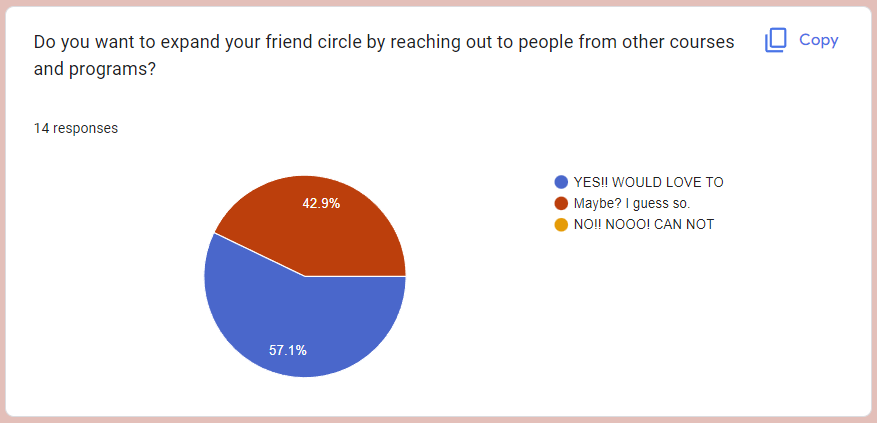 Do you want to expand your friend circle by reaching out to people from other courses
and programs?
Copy
14 responses
42.9%
57.1%
YES!! WOULD LOVE TO
Maybe? I guess so.
NO!! NOOO! CAN NOT